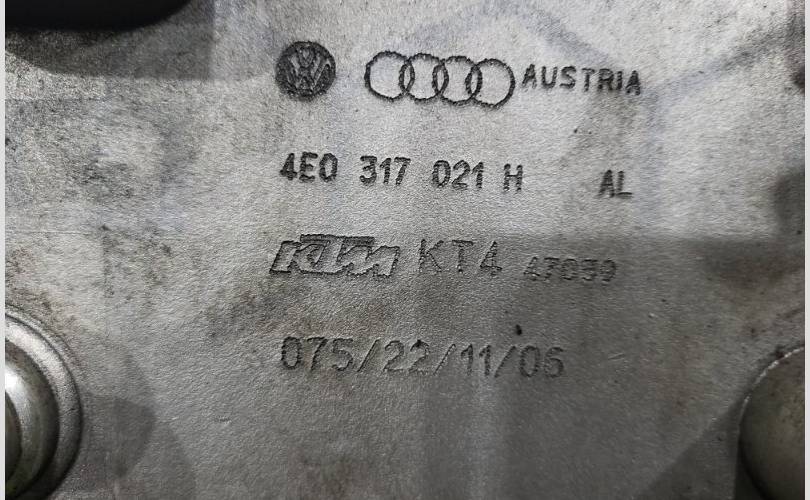 AUSTRIA
4E0 317 021 H AL
KTM KT4 47039
075/22/11/06